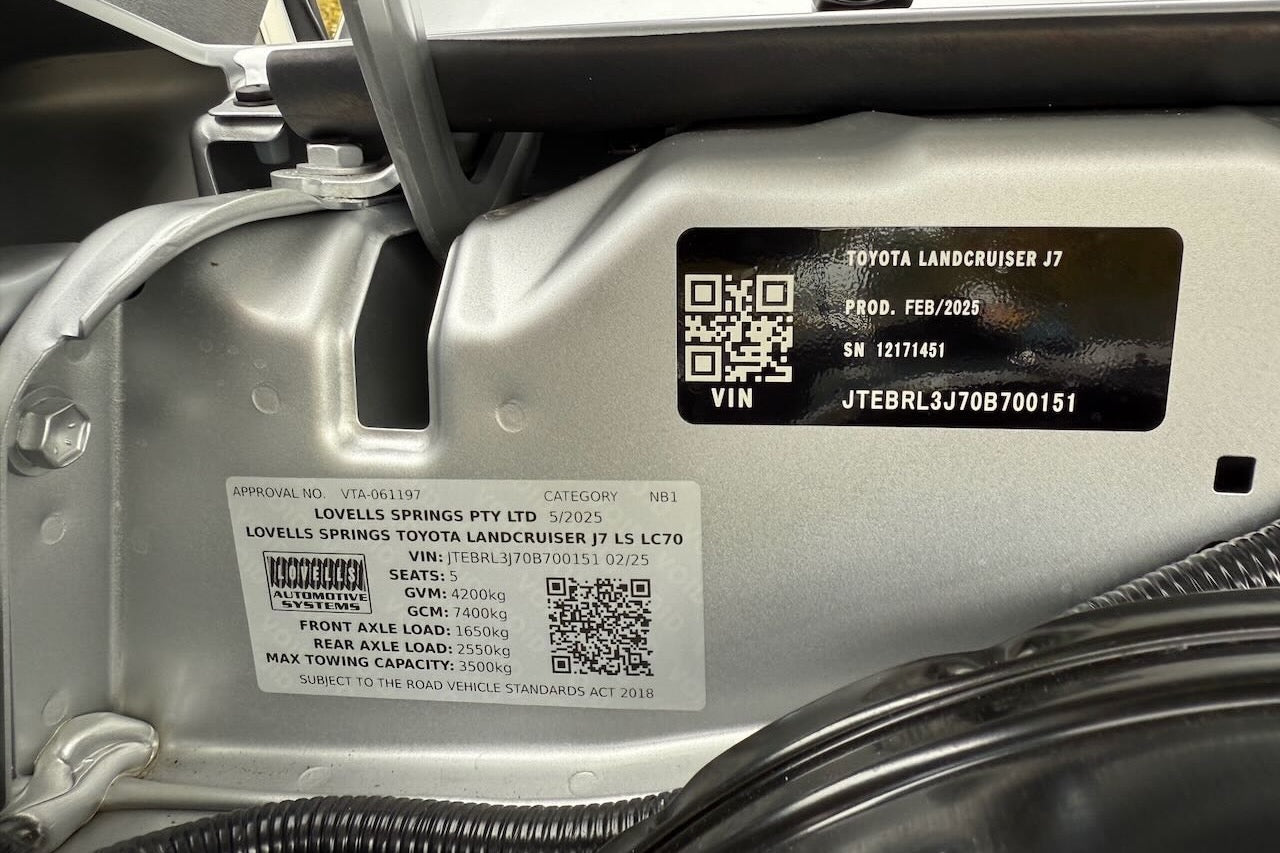 TOYOTA LANDCRUISER J7
PROD. FEB/2025
SN 12171451
VIN
JTEBRL3J70B700151
APPROVAL NO. VTA-061197 CATEGORY NB1
LOVELLS SPRINGS PTY LTD 5/2025
LOVELLS SPRINGS TOYOTA LANDCRUISER J7 LS LC70
VIN: JTEBRL3J70B700151 02/25
LOVELLS
AUTOMOTIVE
SYSTEMS
SEATS: 5
GVM: 4200kg
GCM: 7400kg
FRONT AXLE LOAD: 1650kg
REAR AXLE LOAD: 2550kg
MAX TOWING CAPACITY: 3500kg
SUBJECT TO THE ROAD VEHICLE STANDARDS ACT 2018